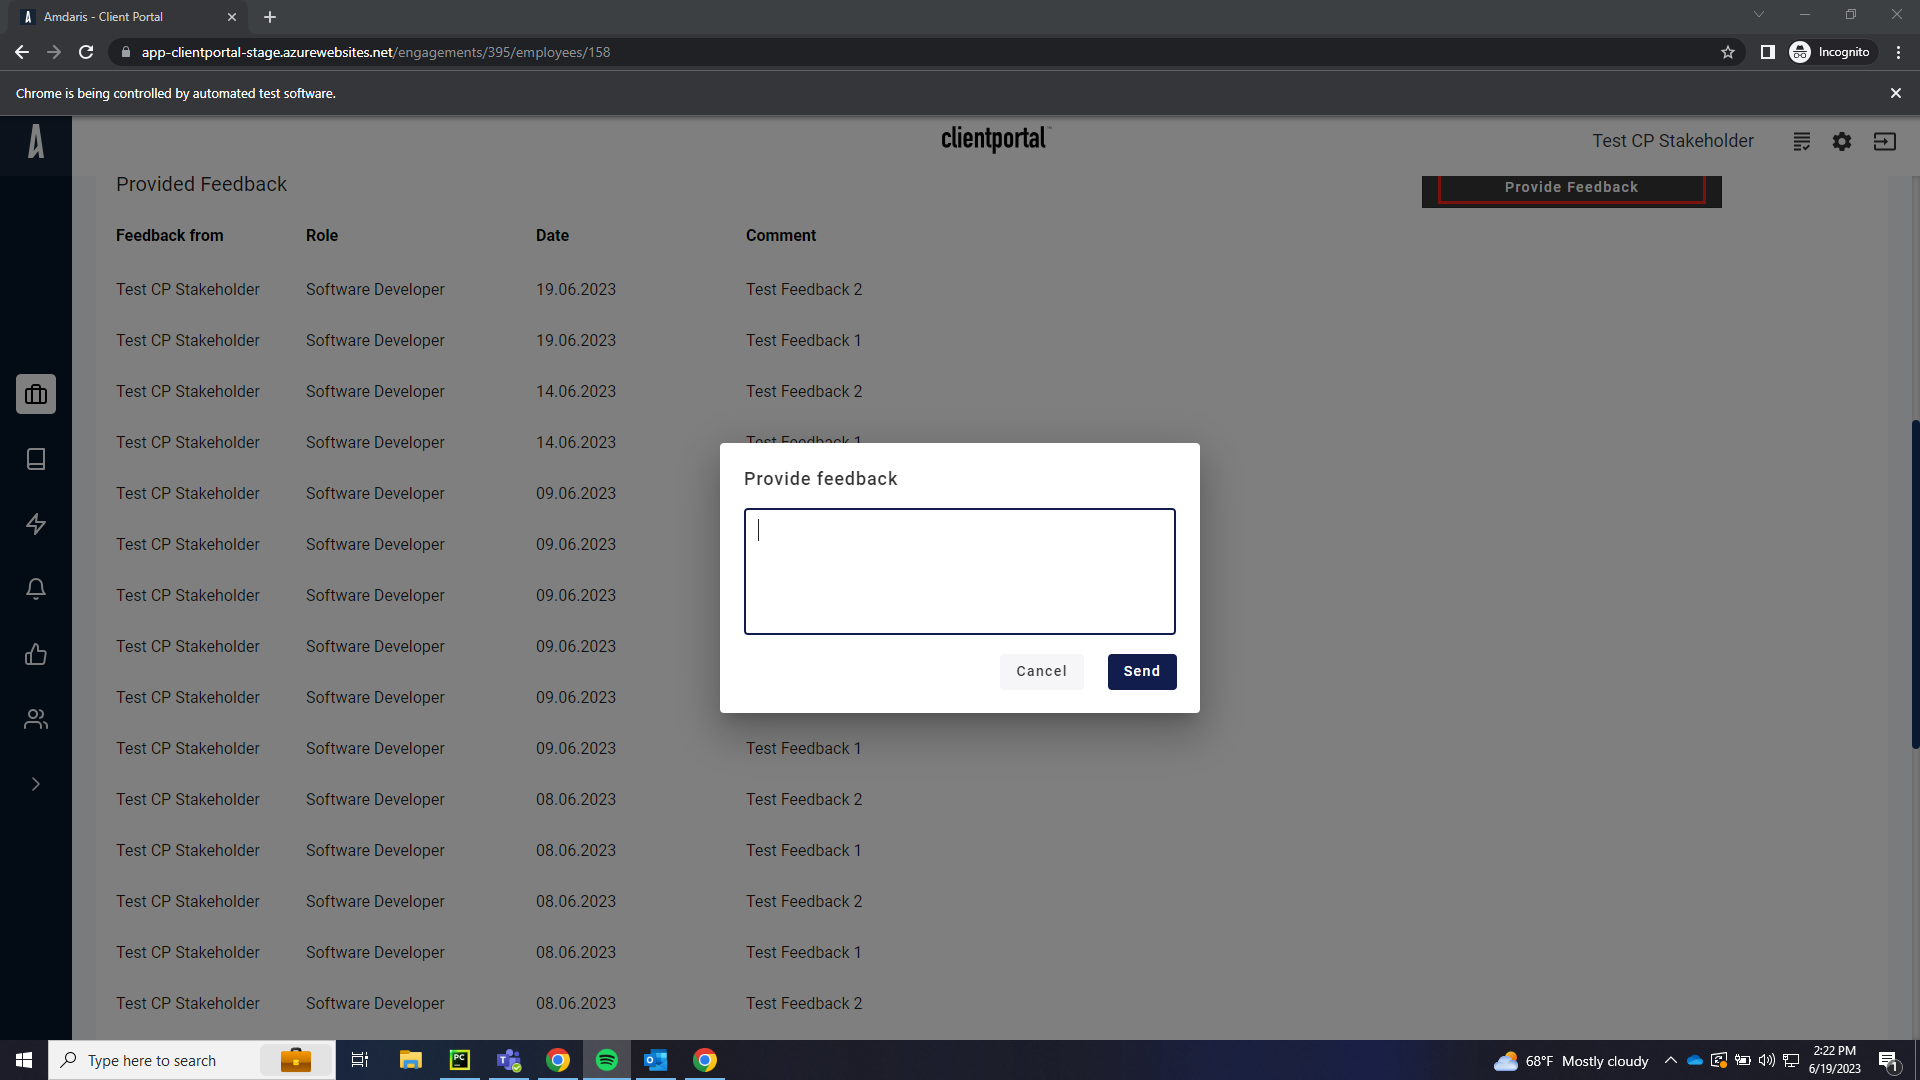 Amdaris - Client Portal
app-clientportal-stage.azurewebsites.net/engagements/395/employees/158
Incognito
Chrome is being controlled by automated test software.
clientportal
Test CP Stakeholder
Provided Feedback
Provide Feedback
Feedback from Role Date Comment
Test CP Stakeholder Software Developer 19.06.2023 Test Feedback 2
Test CP Stakeholder Software Developer 19.06.2023 Test Feedback 1
Test CP Stakeholder Software Developer 14.06.2023 Test Feedback 2
Test CP Stakeholder Software Developer 14.06.2023 Test Feedback 1
Test CP Stakeholder Software Developer 09.06.2023
Test CP Stakeholder Software Developer 09.06.2023
Test CP Stakeholder Software Developer 09.06.2023
Test CP Stakeholder Software Developer 09.06.2023
Test CP Stakeholder Software Developer 09.06.2023
Test CP Stakeholder Software Developer 09.06.2023 Test Feedback 1
Test CP Stakeholder Software Developer 08.06.2023 Test Feedback 2
Test CP Stakeholder Software Developer 08.06.2023 Test Feedback 1
Test CP Stakeholder Software Developer 08.06.2023 Test Feedback 2
Test CP Stakeholder Software Developer 08.06.2023 Test Feedback 1
Test CP Stakeholder Software Developer 08.06.2023 Test Feedback 2
Provide feedback
Cancel Send
Type here to search
68°F Mostly cloudy
2:22 PM
6/19/2023
1